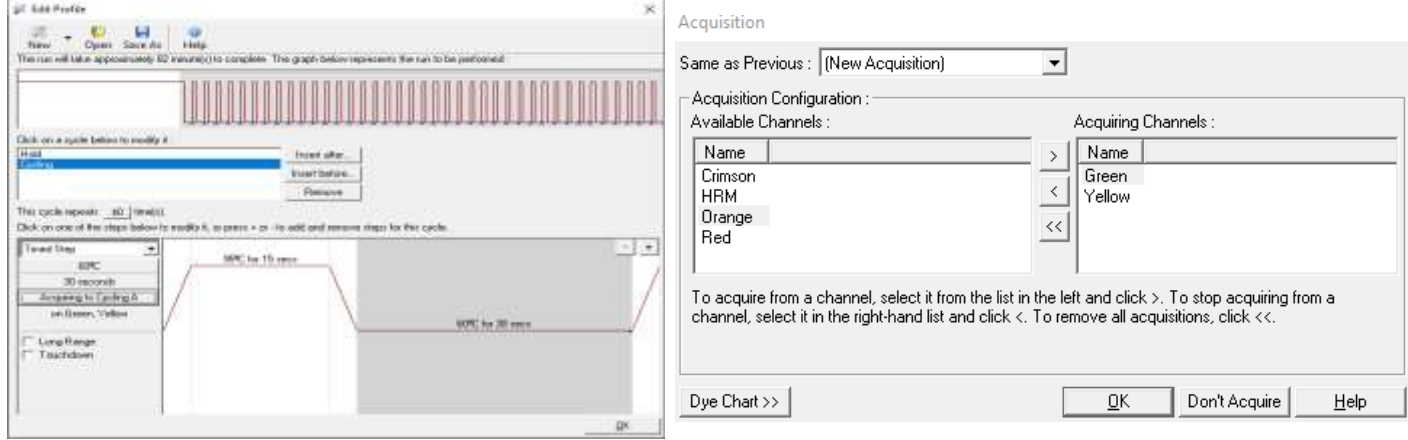 Edit Profile
New Open Save As Help
This run will take approximately 82 minute(s) to complete. The graph below represents the run to be performed:
Click on a cycle below to modify it:
Hold
Cycling
Insert after...
Insert before...
Remove
This cycle repeats time(s).
Click on one of the steps below to modify it, or press + or - to add and remove steps for this cycle.
Timed Step
- +
30 seconds
Acquiring to Cycling A
on Green, Yellow
for 15 secs
60ºC for 30 secs
Long Range
Touchdown
OK
Acquisition
Same as Previous : (New Acquisition)
Acquisition Configuration :
Available Channels :
Name
Crimson
HRM
Orange
Red
>
<
<<
Acquiring Channels :
Name
Green
Yellow
To acquire from a channel, select it from the list in the left and click >. To stop acquiring from a
channel, select it in the right-hand list and click <. To remove all acquisitions, click <<.
Dye Chart >> OK Don't Acquire Help